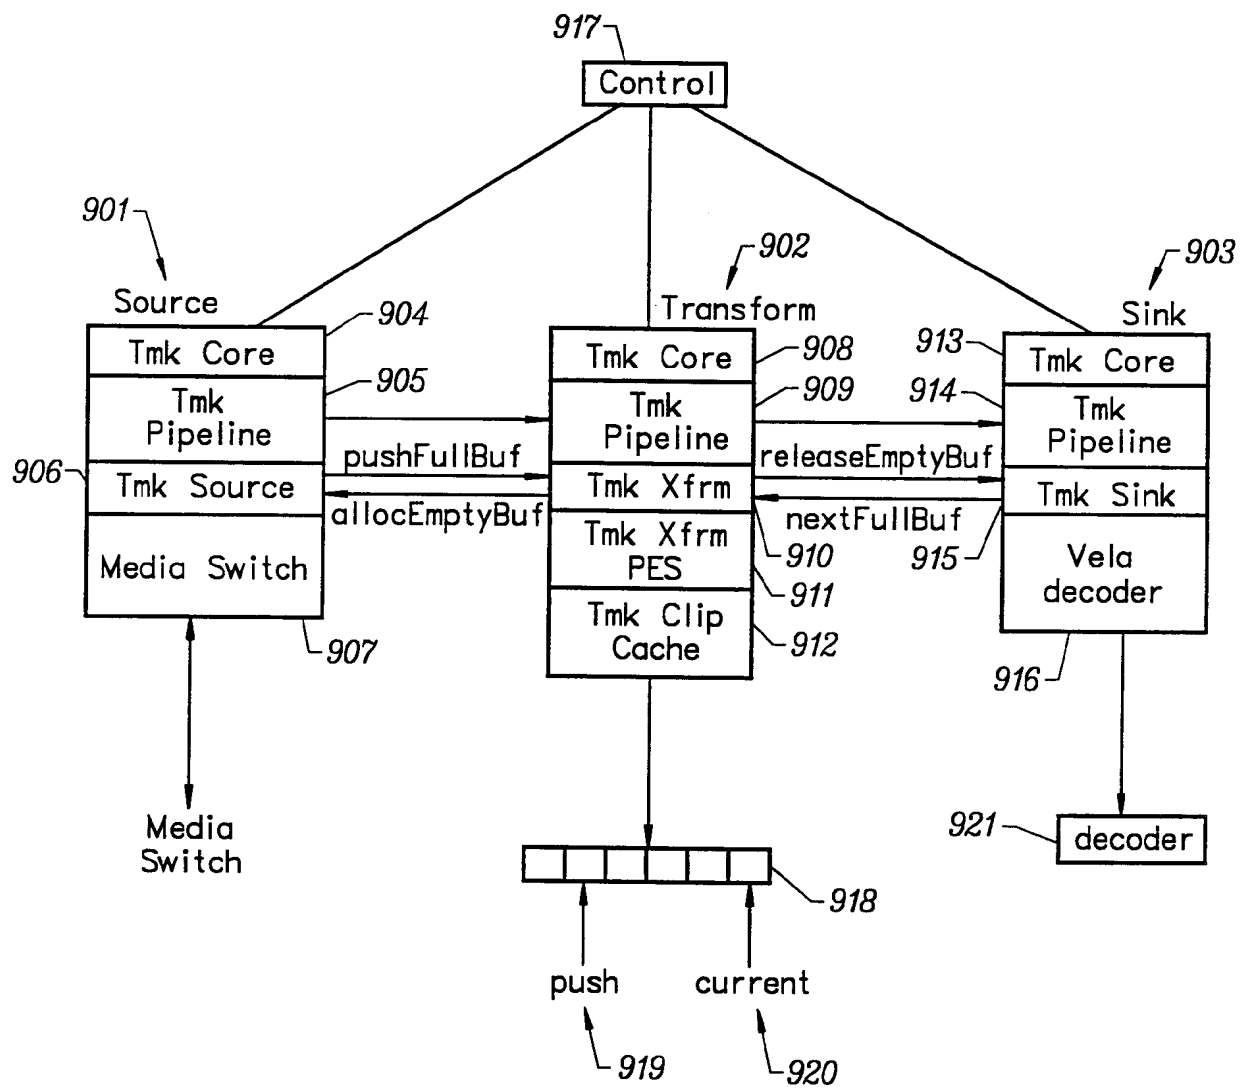 917
Control
901
902
903
Source
Transform
Sink
904
Tmk Core
908
Tmk Core
913
Tmk Core
905
Tmk
Pipeline
909
Tmk
Pipeline
914
Tmk
Pipeline
906
pushFullBuf
releaseEmptyBuf
Tmk Source
Tmk Xfrm
Tmk Sink
allocEmptyBuf
nextFullBuf
910
915
Media Switch
Tmk Xfrm
PES
911
Vela
decoder
Tmk Clip
Cache
912
907
916
Media
Switch
921
decoder
918
push
current
919
920